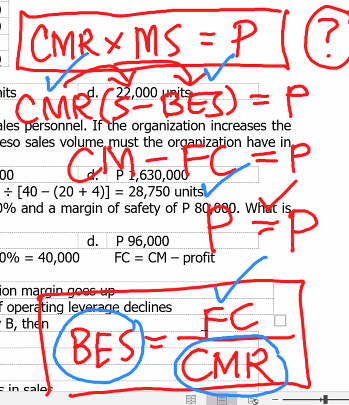 CMR x MS = P ?
nits d. 22,000 units
CMR(S-BES) = P
ales personnel. If the organization increases the
eso sales volume must the organization have in
CM - FC = P
00 d. P 1,630,000
÷ [40 – (20 + 4)] = 28,750 units
0% and a margin of safety of P 80,000. What is
P = P
d. P 96,000
0% = 40,000 FC = CM – profit
ion margin goes up
f operating leverage declines
B, then
BES = FC
CMR
s in sales